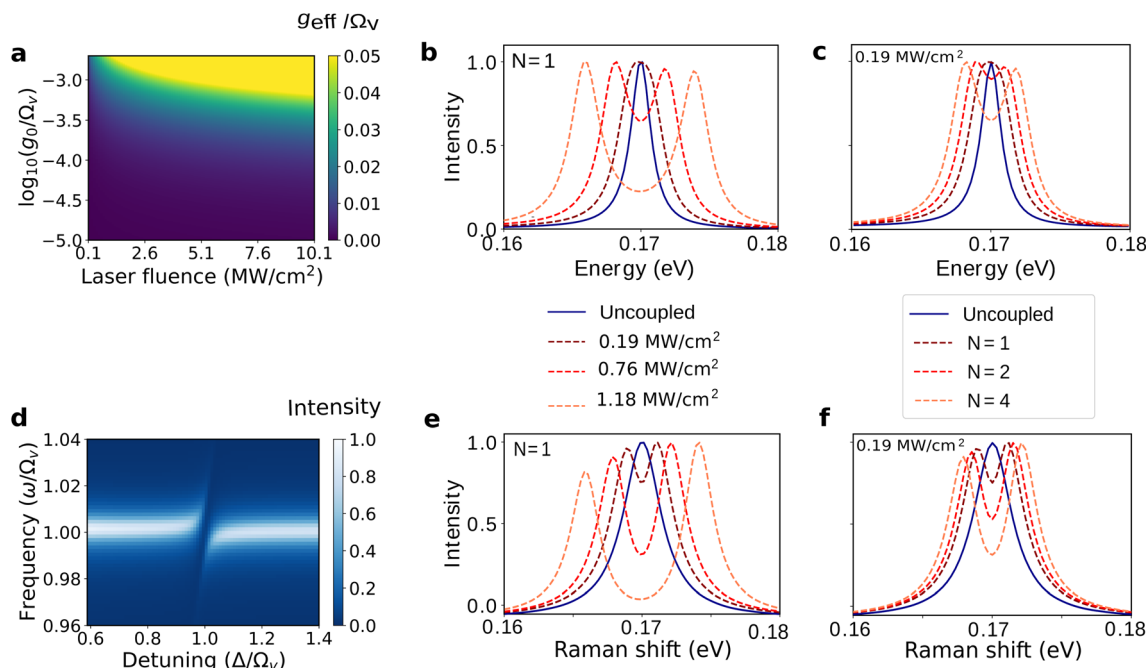 a
g_eff/Ω_v
log₁₀(g₀/Ω_v)
−3.0
−3.5
−4.0
−4.5
−5.0
0.1 2.6 5.1 7.6 10.1
Laser fluence (MW/cm²)
0.05
0.04
0.03
0.02
0.01
0.00
b
N=1
Intensity
1.0
0.5
0.0
0.16 0.17 0.18
Energy (eV)
c
0.19 MW/cm²
0.16 0.17 0.18
Energy (eV)
Uncoupled
0.19 MW/cm²
0.76 MW/cm²
1.18 MW/cm²
Uncoupled
N=1
N=2
N=4
d
Intensity
Frequency (ω/Ω_v)
1.04
1.02
1.00
0.98
0.96
0.6 0.8 1.0 1.2 1.4
Detuning (Δ/Ω_v)
1.0
0.8
0.6
0.4
0.2
0.0
e
N=1
Intensity
1.0
0.5
0.0
0.16 0.17 0.18
Raman shift (eV)
f
0.19 MW/cm²
0.16 0.17 0.18
Raman shift (eV)